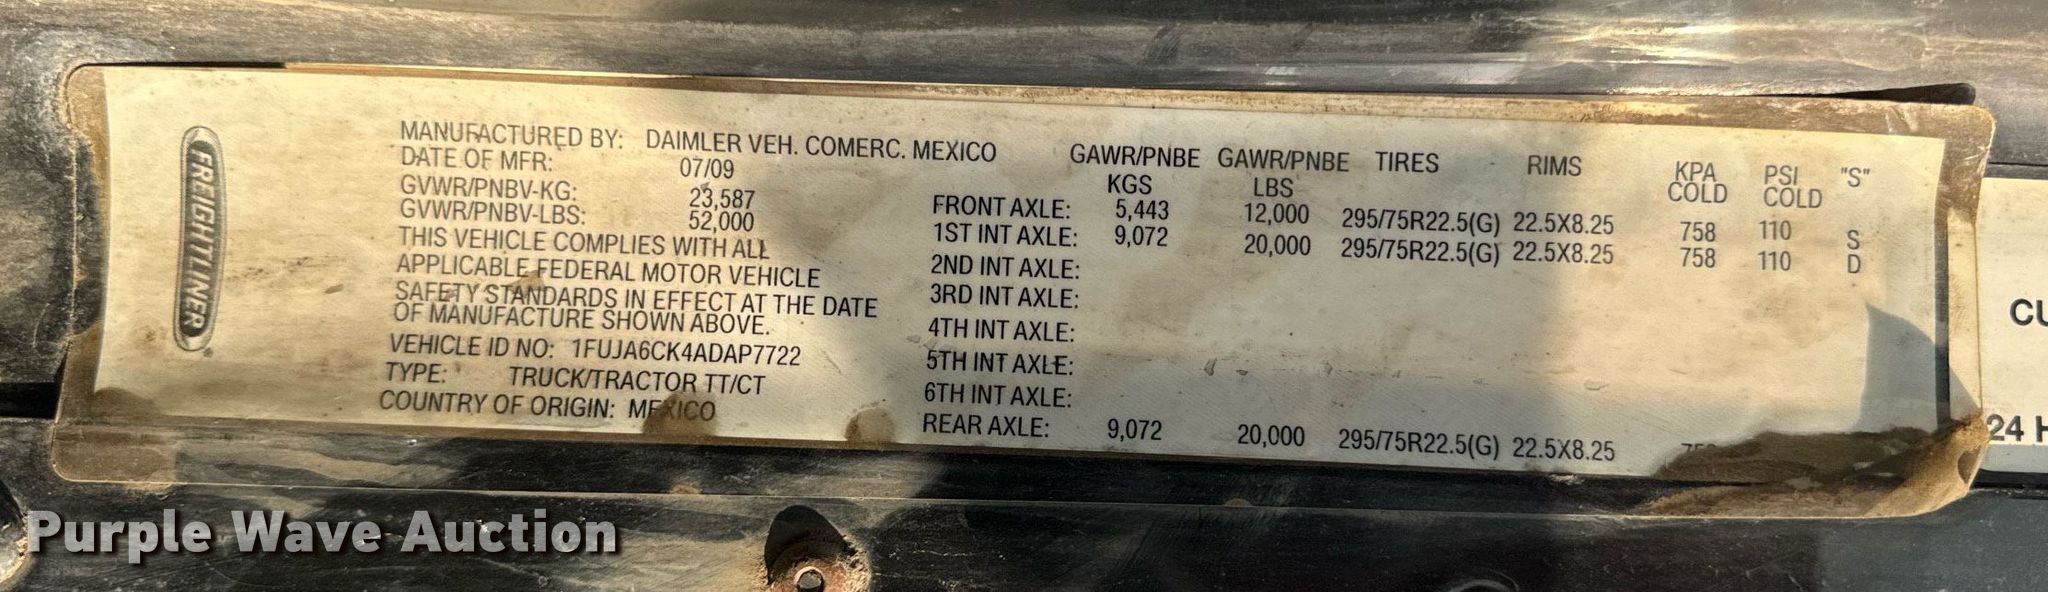 FREIGHTLINER
MANUFACTURED BY: DAIMLER VEH. COMERC. MEXICO
DATE OF MFR: 07/09
GVWR/PNBV-KG: 23,587
GVWR/PNBV-LBS: 52,000
THIS VEHICLE COMPLIES WITH ALL
APPLICABLE FEDERAL MOTOR VEHICLE
SAFETY STANDARDS IN EFFECT AT THE DATE
OF MANUFACTURE SHOWN ABOVE.
VEHICLE ID NO: 1FUJA6CK4ADAP7722
TYPE: TRUCK/TRACTOR TT/CT
COUNTRY OF ORIGIN: MEXICO
GAWR/PNBE GAWR/PNBE TIRES RIMS KPA PSI "S"
KGS LBS COLD COLD
FRONT AXLE: 5,443 12,000 295/75R22.5(G) 22.5X8.25 758 110 S
1ST INT AXLE: 9,072 20,000 295/75R22.5(G) 22.5X8.25 758 110 D
2ND INT AXLE:
3RD INT AXLE:
4TH INT AXLE:
5TH INT AXLE:
6TH INT AXLE:
REAR AXLE: 9,072 20,000 295/75R22.5(G) 22.5X8.25
CU
24 H
Purple Wave Auction